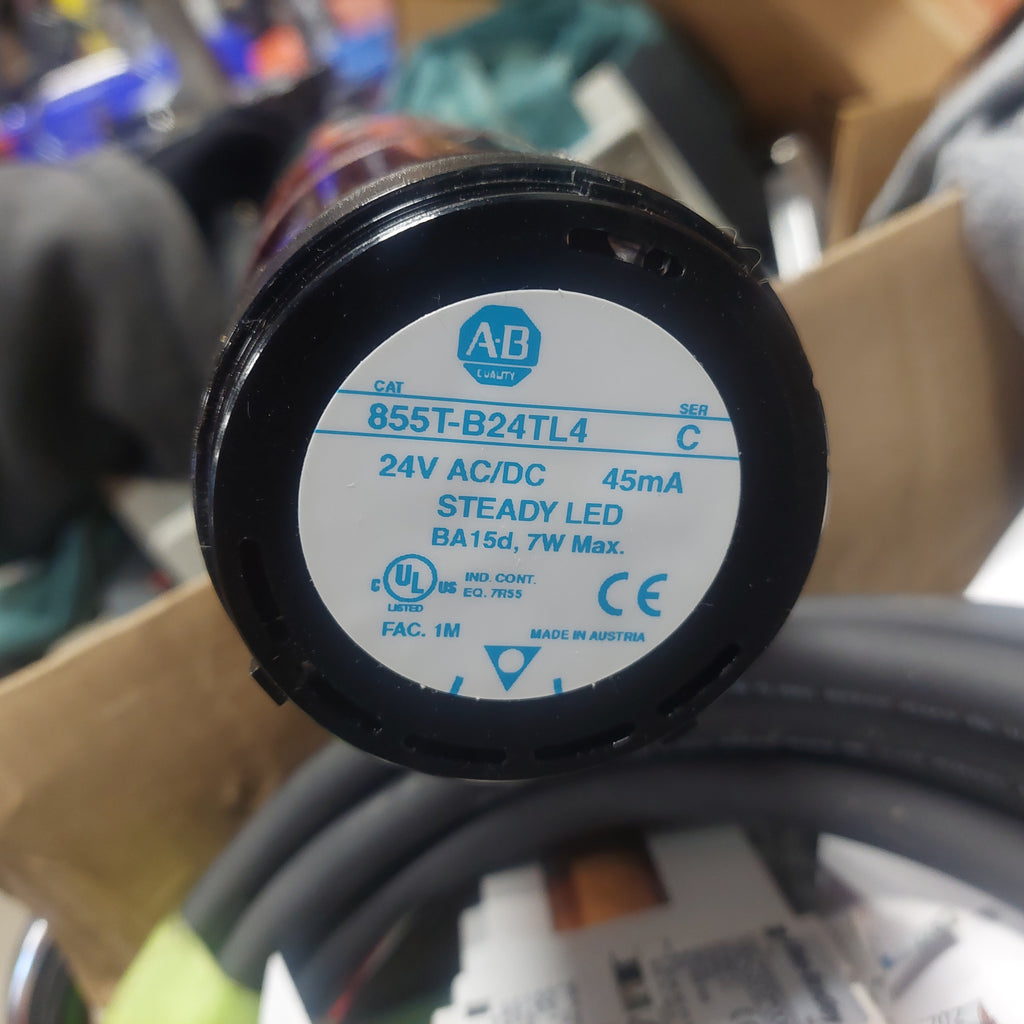 A-B
QUALITY
CAT
SER
855T-B24TL4
C
24V AC/DC 45mA
STEADY LED
BA15d, 7W Max.
C UL US
LISTED
IND. CONT.
EQ. 7R55
CE
FAC. 1M
MADE IN AUSTRIA